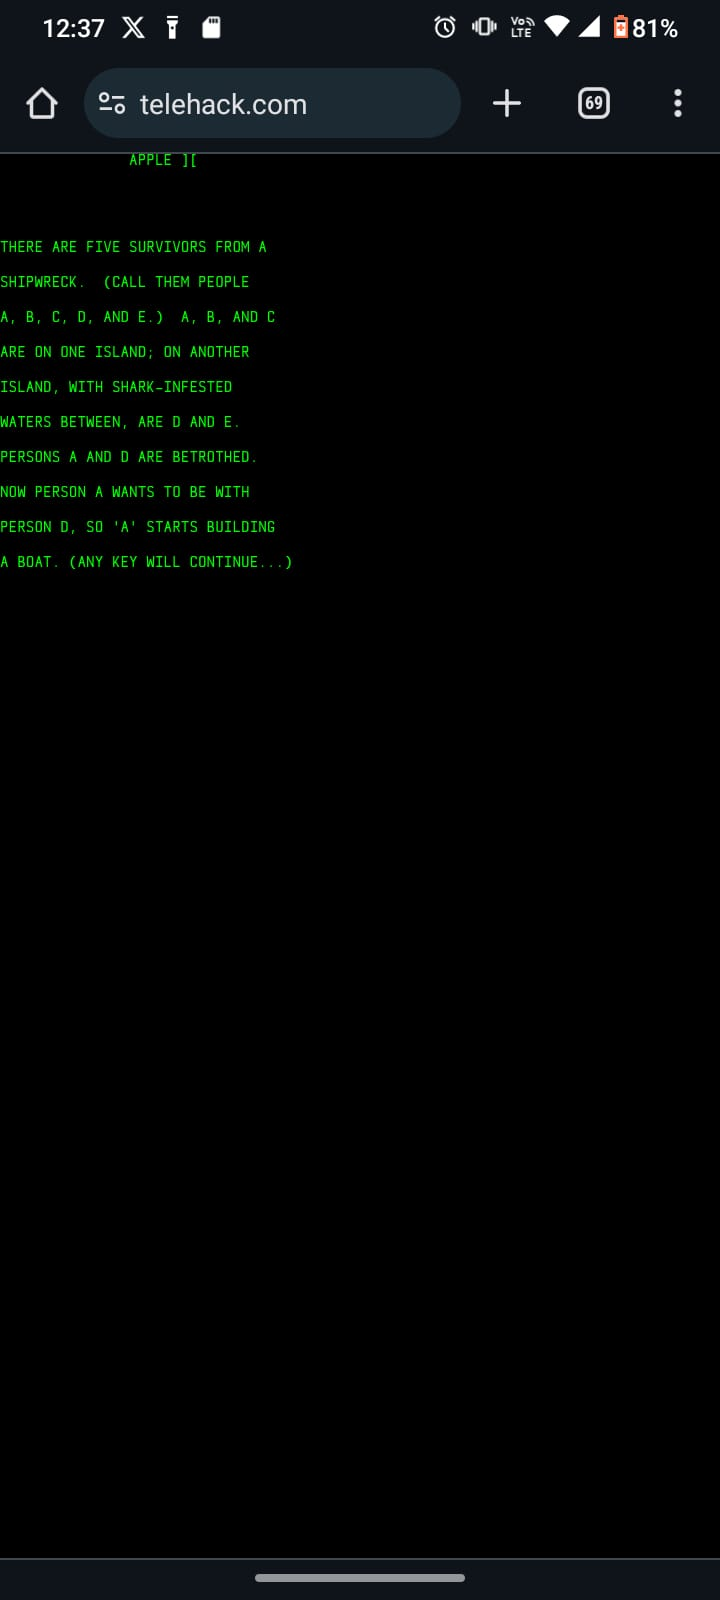 12:37
Vo LTE
81%
telehack.com
69
APPLE ][
THERE ARE FIVE SURVIVORS FROM A
SHIPWRECK.  (CALL THEM PEOPLE
A, B, C, D, AND E.)  A, B, AND C
ARE ON ONE ISLAND; ON ANOTHER
ISLAND, WITH SHARK-INFESTED
WATERS BETWEEN, ARE D AND E.
PERSONS A AND D ARE BETROTHED.
NOW PERSON A WANTS TO BE WITH
PERSON D, SO 'A' STARTS BUILDING
A BOAT. (ANY KEY WILL CONTINUE...)